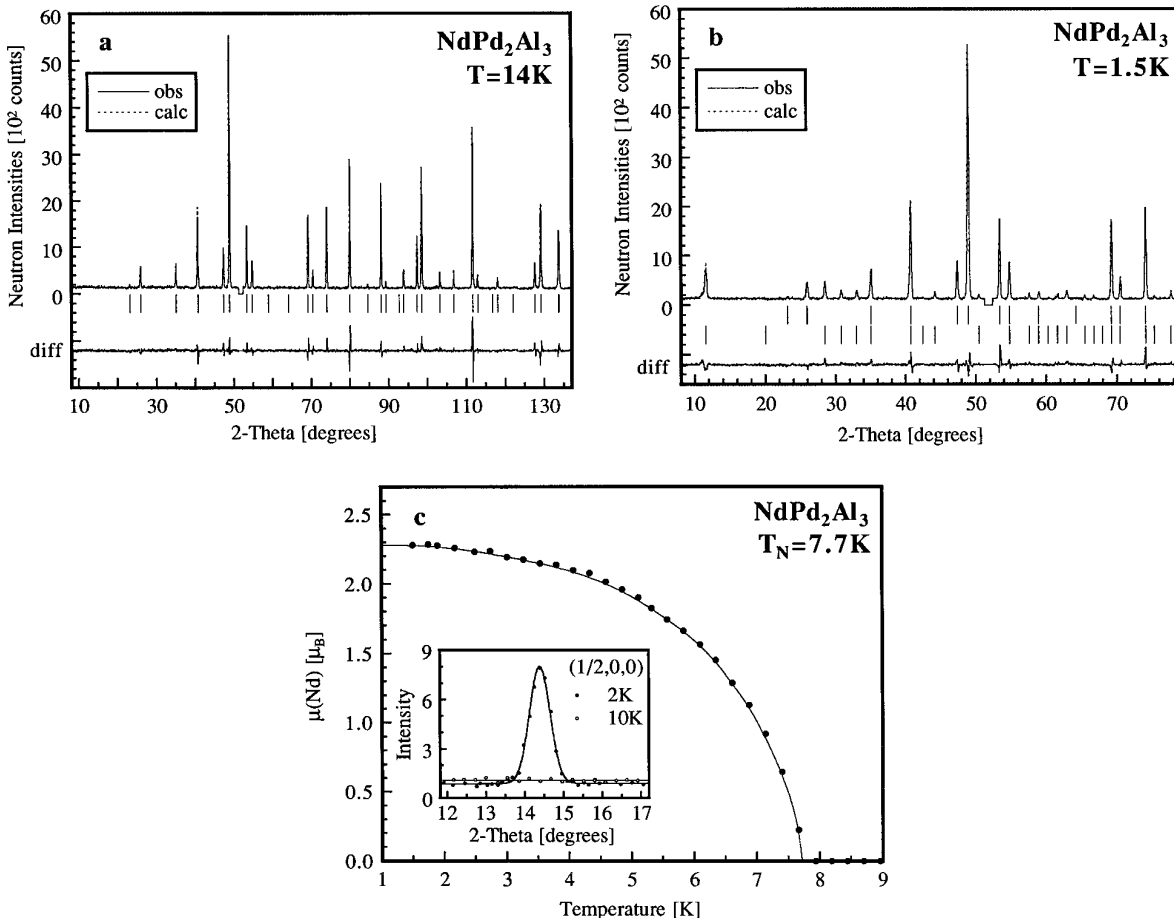 a
NdPd₂Al₃
T=14K
obs
calc
Neutron Intensities [10² counts]
60
50
40
30
20
10
0
diff
10 30 50 70 90 110 130
2-Theta [degrees]
b
NdPd₂Al₃
T=1.5K
obs
calc
Neutron Intensities [10² counts]
60
50
40
30
20
10
0
diff
10 20 30 40 50 60 70
2-Theta [degrees]
c
NdPd₂Al₃
T_N=7.7K
μ(Nd) [μ_B]
2.5
2.0
1.5
1.0
0.5
0.0
(1/2,0,0)
2K
10K
Intensity
9
6
3
0
12 13 14 15 16 17
2-Theta [degrees]
1 2 3 4 5 6 7 8 9
Temperature [K]